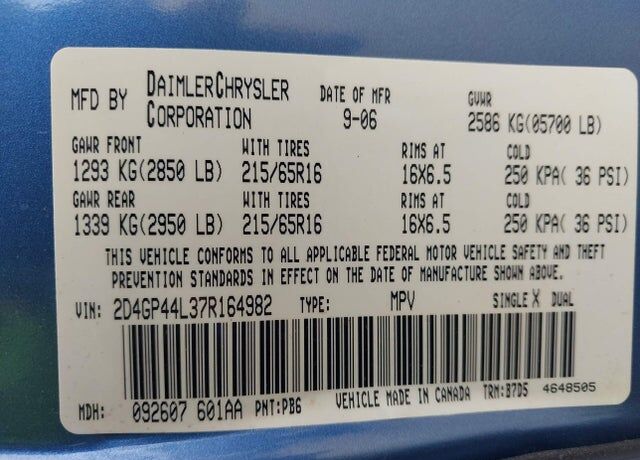 MFD BY DAIMLERCHRYSLER CORPORATION DATE OF MFR 9-06 GVWR 2586 KG(05700 LB)
GAWR FRONT WITH TIRES RIMS AT COLD
1293 KG(2850 LB) 215/65R16 16X6.5 250 KPA( 36 PSI)
GAWR REAR WITH TIRES RIMS AT COLD
1339 KG(2950 LB) 215/65R16 16X6.5 250 KPA( 36 PSI)
THIS VEHICLE CONFORMS TO ALL APPLICABLE FEDERAL MOTOR VEHICLE SAFETY AND THEFT
PREVENTION STANDARDS IN EFFECT ON THE DATE OF MANUFACTURE SHOWN ABOVE.
VIN: 2D4GP44L37R164982 TYPE: MPV SINGLE X DUAL
MDH: 092607 601AA PNT:PB6 VEHICLE MADE IN CANADA TRM:B7D5 4648505